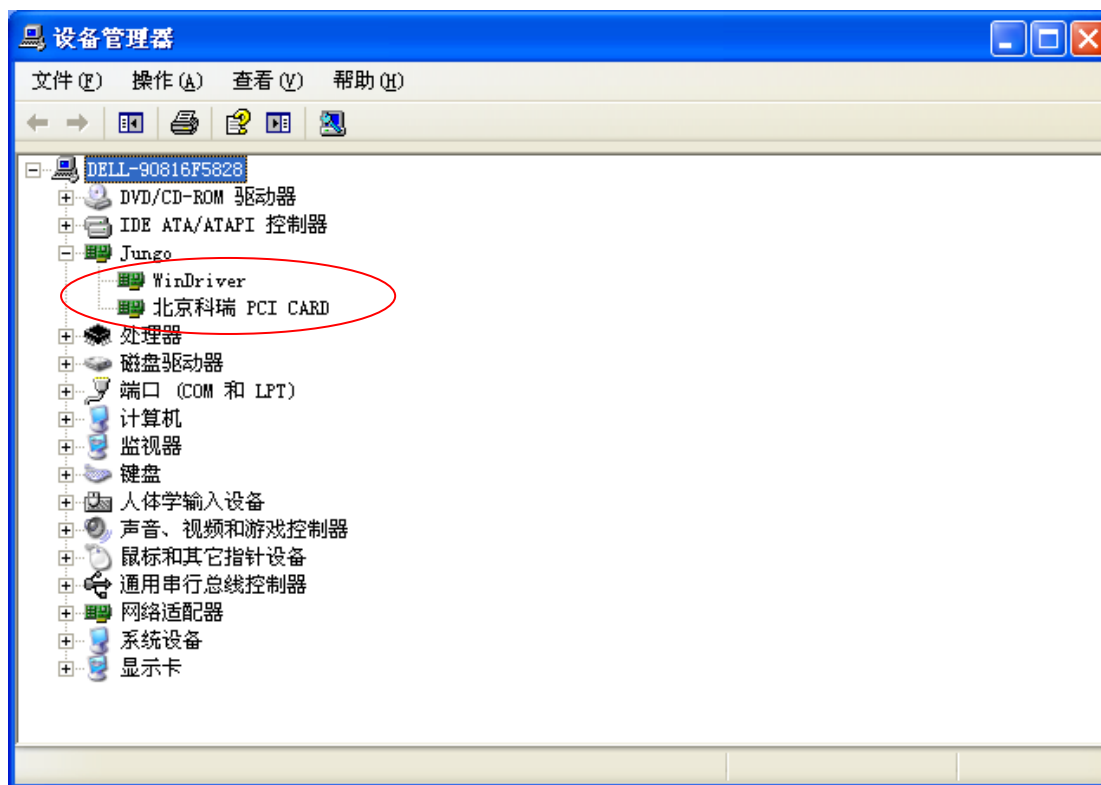 设备管理器
文件(F) 操作(A) 查看(V) 帮助(H)
DELL-90816F5828
DVD/CD-ROM 驱动器
IDE ATA/ATAPI 控制器
Jungo
WinDriver
北京科瑞 PCI CARD
处理器
磁盘驱动器
端口 (COM 和 LPT)
计算机
监视器
键盘
人体学输入设备
声音、视频和游戏控制器
鼠标和其它指针设备
通用串行总线控制器
网络适配器
系统设备
显示卡